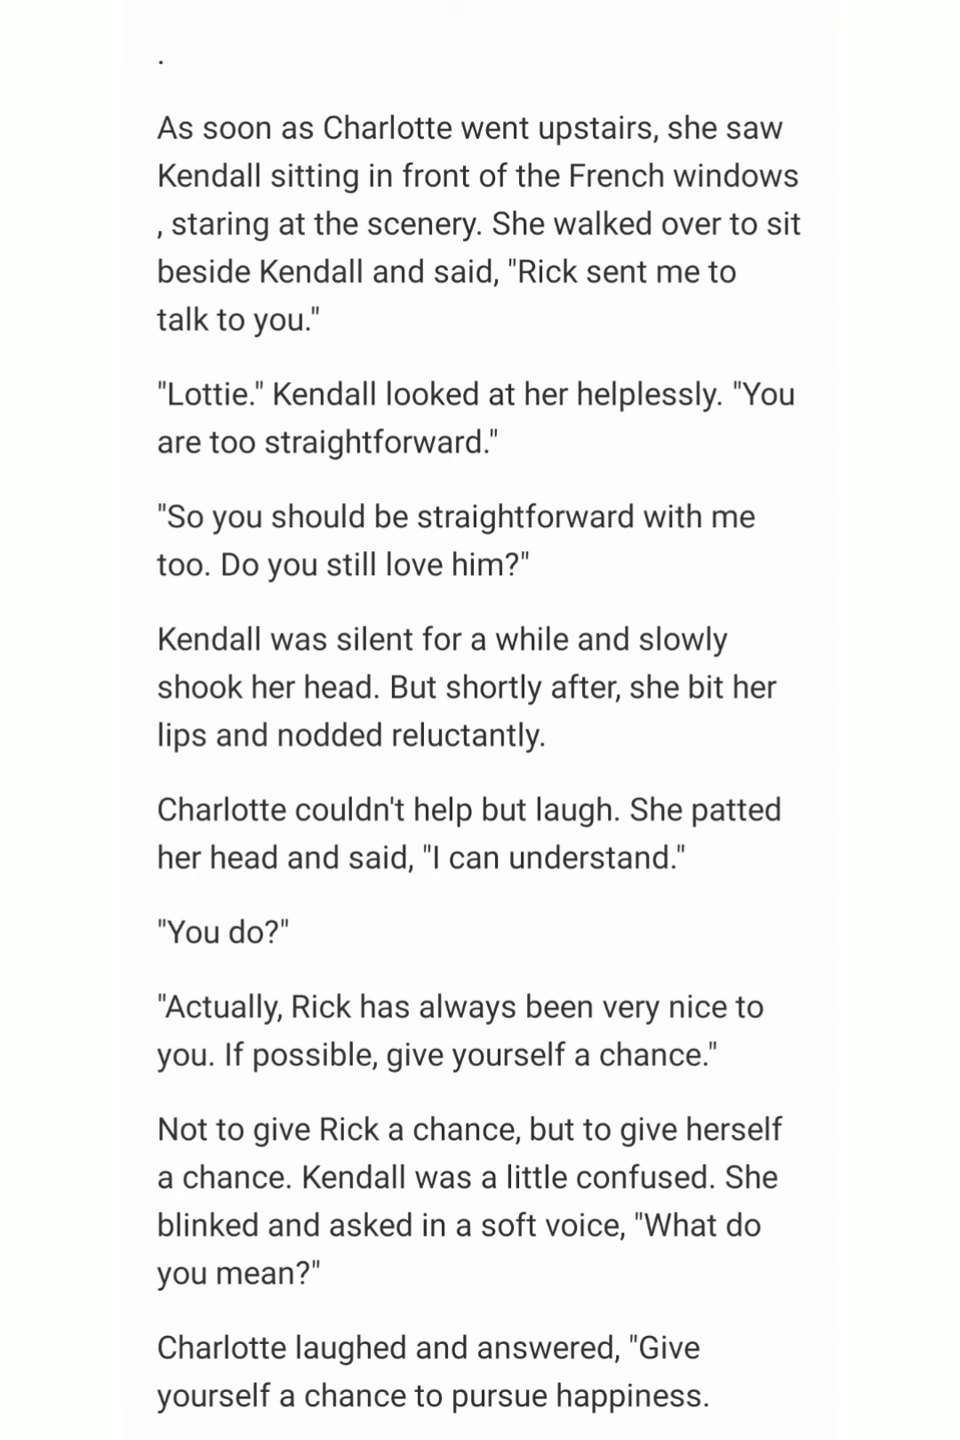 .
As soon as Charlotte went upstairs, she saw
Kendall sitting in front of the French windows
, staring at the scenery. She walked over to sit
beside Kendall and said, "Rick sent me to
talk to you."
"Lottie." Kendall looked at her helplessly. "You
are too straightforward."
"So you should be straightforward with me
too. Do you still love him?"
Kendall was silent for a while and slowly
shook her head. But shortly after, she bit her
lips and nodded reluctantly.
Charlotte couldn't help but laugh. She patted
her head and said, "I can understand."
"You do?"
"Actually, Rick has always been very nice to
you. If possible, give yourself a chance."
Not to give Rick a chance, but to give herself
a chance. Kendall was a little confused. She
blinked and asked in a soft voice, "What do
you mean?"
Charlotte laughed and answered, "Give
yourself a chance to pursue happiness.